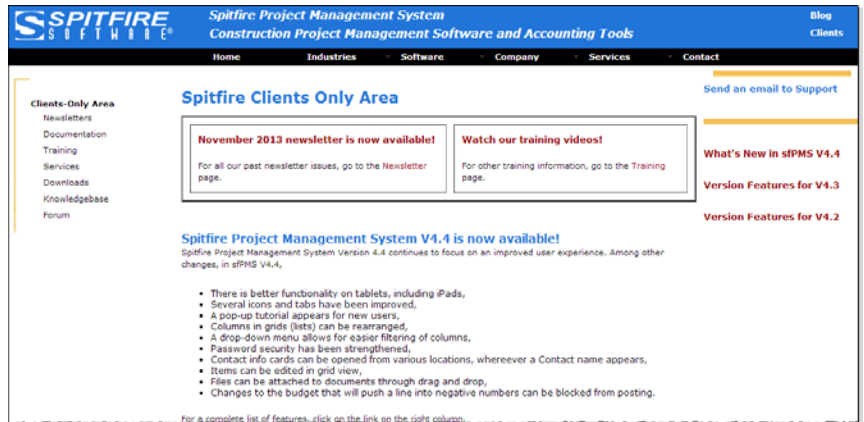 SPITFIRE
SOFTWARE®
Spitfire Project Management System
Construction Project Management Software and Accounting Tools
Blog
Clients
Home Industries Software Company Services Contact
Clients-Only Area
Newsletters
Documentation
Training
Services
Downloads
Knowledgebase
Forum
Spitfire Clients Only Area
November 2013 newsletter is now available!
For all our past newsletter issues, go to the Newsletter
page.
Watch our training videos!
For other training information, go to the Training
page.
Spitfire Project Management System V4.4 is now available!
Spitfire Project Management System Version 4.4 continues to focus on an improved user experience. Among other
changes, in sfPMS V4.4,
• There is better functionality on tablets, including iPads,
• Several icons and tabs have been improved,
• A pop-up tutorial appears for new users,
• Columns in grids (lists) can be rearranged,
• A drop-down menu allows for easier filtering of columns,
• Password security has been strengthened,
• Contact info cards can be opened from various locations, whereever a Contact name appears,
• Items can be edited in grid view,
• Files can be attached to documents through drag and drop,
• Changes to the budget that will push a line into negative numbers can be blocked from posting.
For a complete list of features, click on the link on the right column.
Send an email to Support
What's New in sfPMS V4.4
Version Features for V4.3
Version Features for V4.2